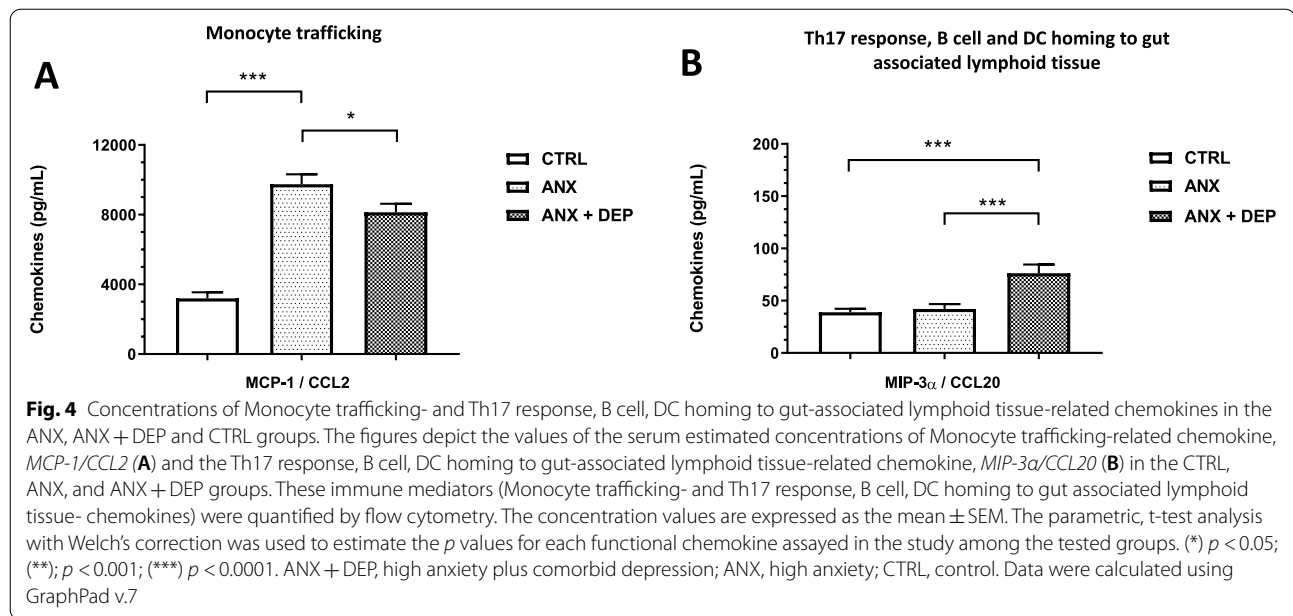 Monocyte trafficking
A
***
*
Chemokines (pg/mL)
12000
8000
4000
0
CTRL
ANX
ANX + DEP
MCP-1 / CCL2
Th17 response, B cell and DC homing to gut
associated lymphoid tissue
B
***
***
Chemokines (pg/mL)
200
150
100
50
0
CTRL
ANX
ANX + DEP
MIP-3α / CCL20
Fig. 4 Concentrations of Monocyte trafficking- and Th17 response, B cell, DC homing to gut-associated lymphoid tissue-related chemokines in the
ANX, ANX + DEP and CTRL groups. The figures depict the values of the serum estimated concentrations of Monocyte trafficking-related chemokine,
MCP-1/CCL2 (A) and the Th17 response, B cell, DC homing to gut-associated lymphoid tissue-related chemokine, MIP-3α/CCL20 (B) in the CTRL,
ANX, and ANX + DEP groups. These immune mediators (Monocyte trafficking- and Th17 response, B cell, DC homing to gut associated lymphoid
tissue- chemokines) were quantified by flow cytometry. The concentration values are expressed as the mean ± SEM. The parametric, t-test analysis
with Welch's correction was used to estimate the p values for each functional chemokine assayed in the study among the tested groups. (*) p < 0.05;
(**); p < 0.001; (***) p < 0.0001. ANX + DEP, high anxiety plus comorbid depression; ANX, high anxiety; CTRL, control. Data were calculated using
GraphPad v.7